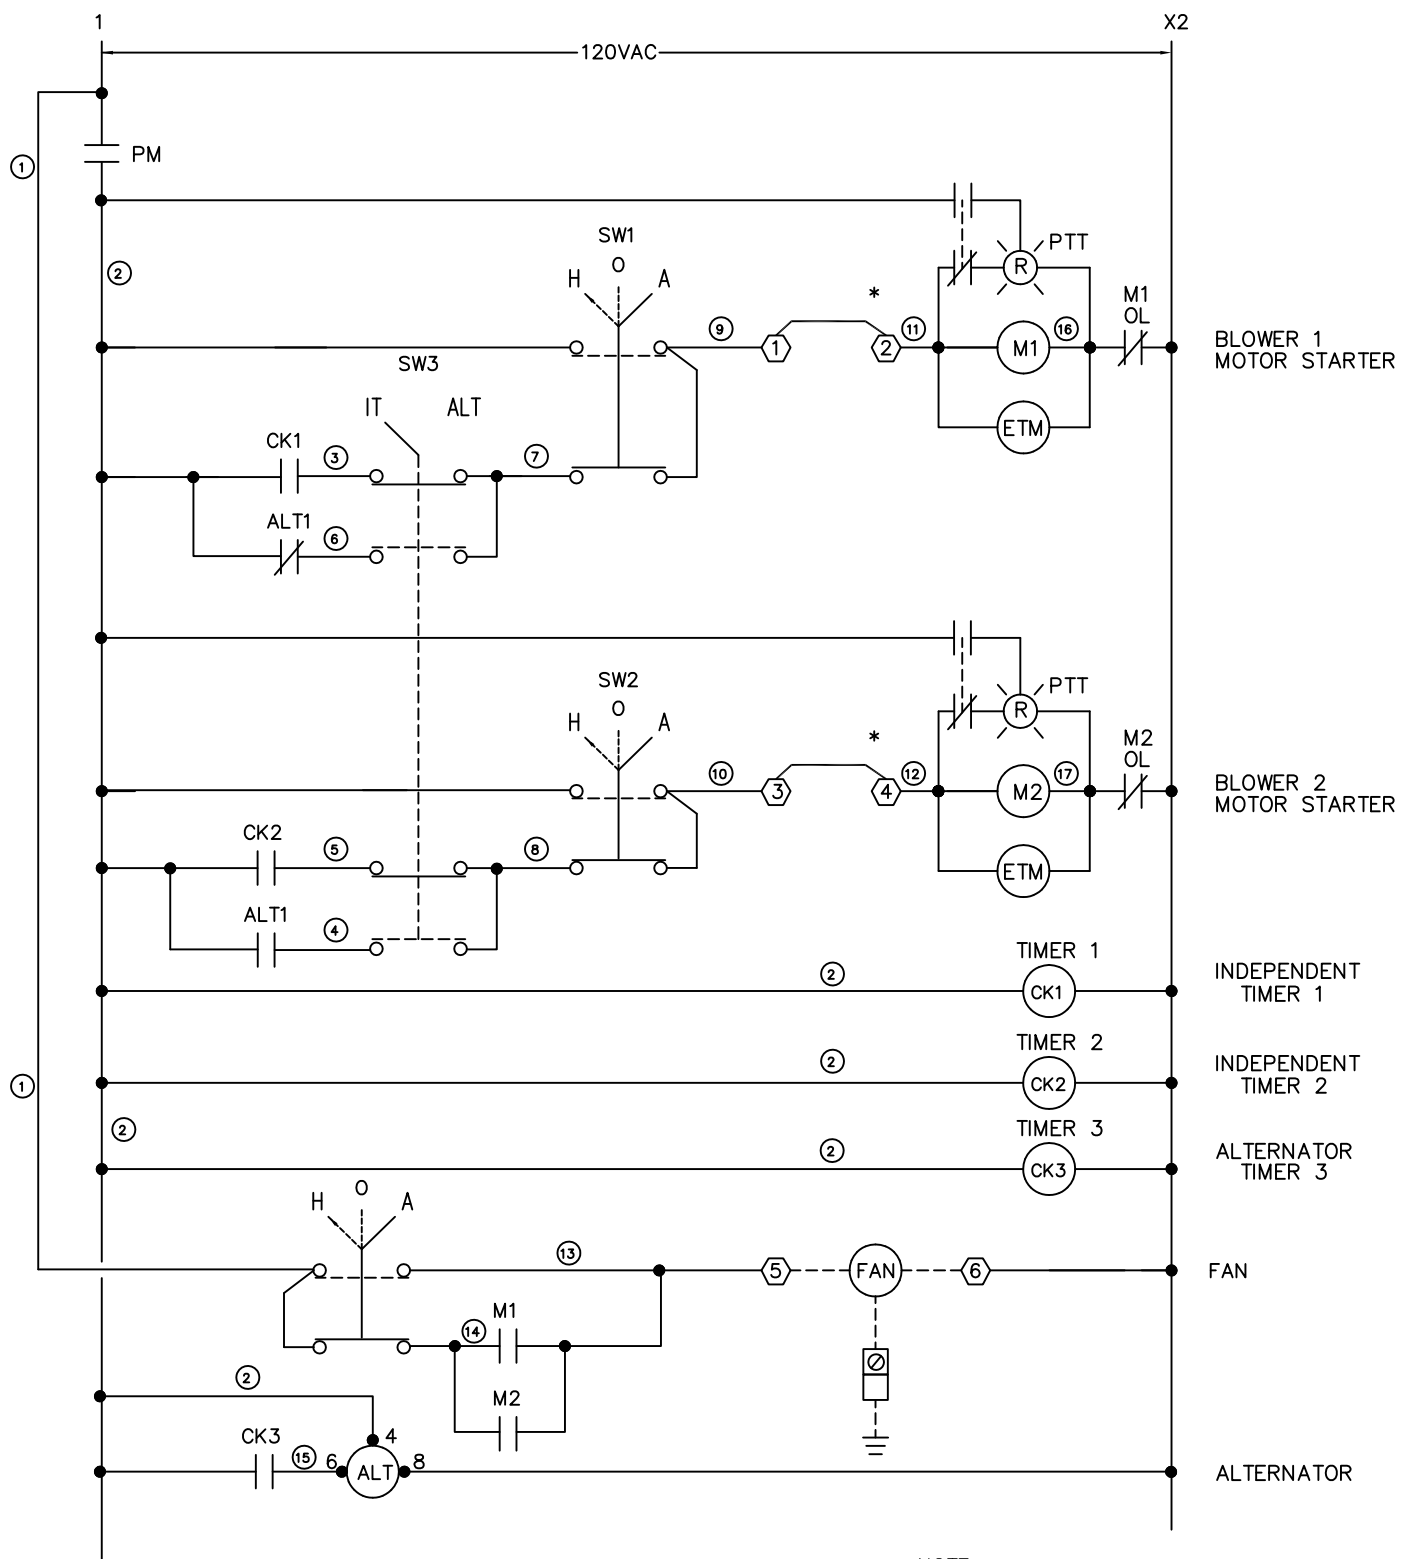 1
X2
120VAC
1
PM
2
SW1
H O A
R
PTT
*
M1
OL
9
1
2
11
M1
16
BLOWER 1
MOTOR STARTER
SW3
IT ALT
ETM
CK1
3
7
ALT1
6
SW2
H O A
R
PTT
*
M2
OL
10
3
4
12
M2
17
BLOWER 2
MOTOR STARTER
CK2
5
8
ETM
ALT1
4
TIMER 1
2
CK1
INDEPENDENT
TIMER 1
TIMER 2
2
CK2
INDEPENDENT
TIMER 2
1
2
TIMER 3
2
CK3
ALTERNATOR
TIMER 3
H O A
13
5
FAN
6
FAN
14
M1
2
M2
4
CK3
15
6
ALT
8
ALTERNATOR